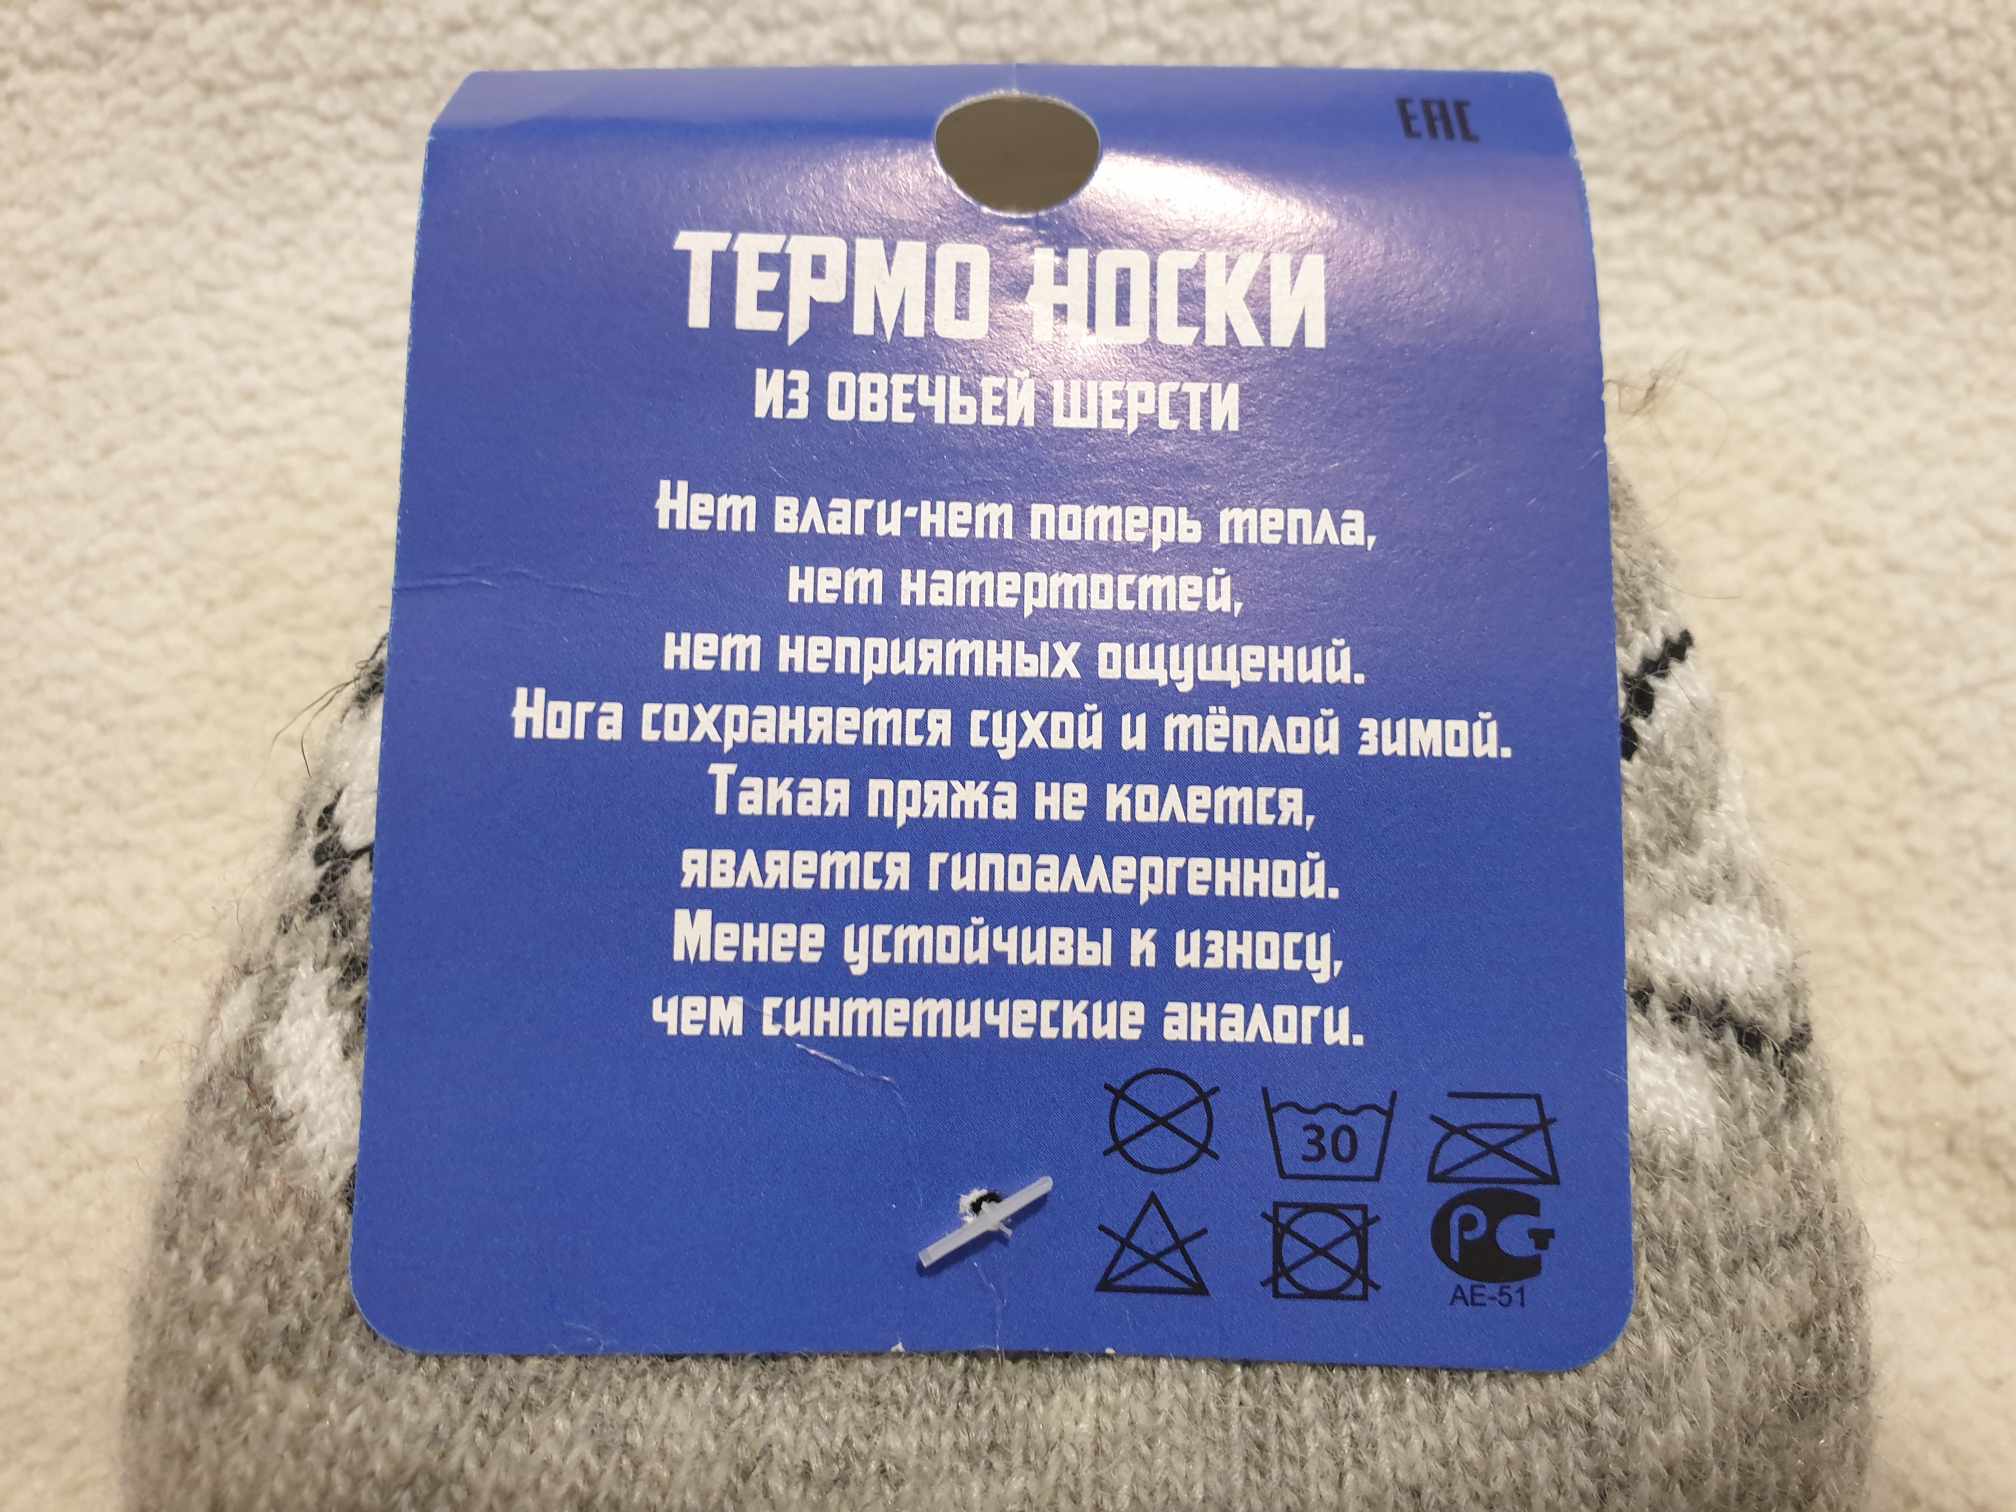 ЕАС
ТЕРМО НОСКИ
ИЗ ОВЕЧЬЕЙ ШЕРСТИ
Нет влаги-нет потерь тепла,
нет натертостей,
нет неприятных ощущений.
Нога сохраняется сухой и тёплой зимой.
Такая пряжа не колется,
является гипоаллергенной.
Менее устойчивы к износу,
чем синтетические аналоги.
30
РСТ
АЕ-51